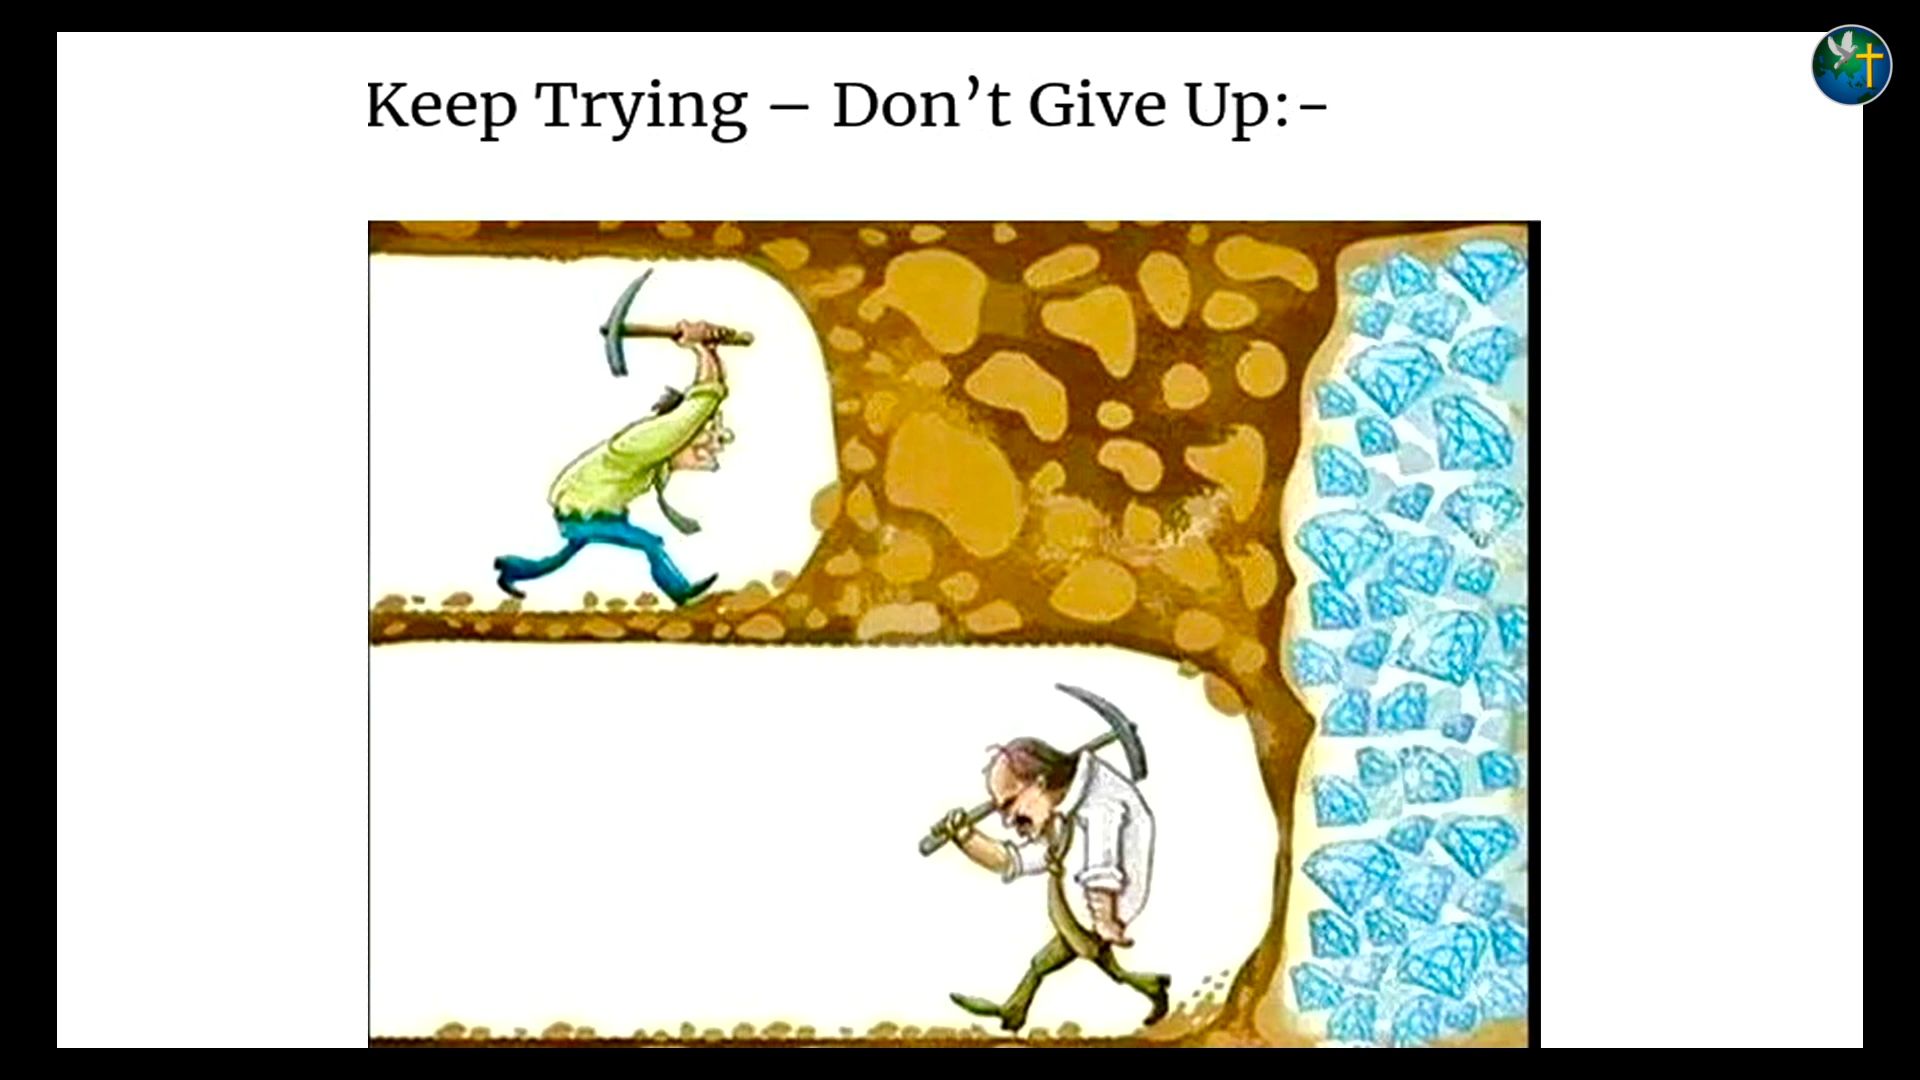 Keep Trying – Don’t Give Up:-